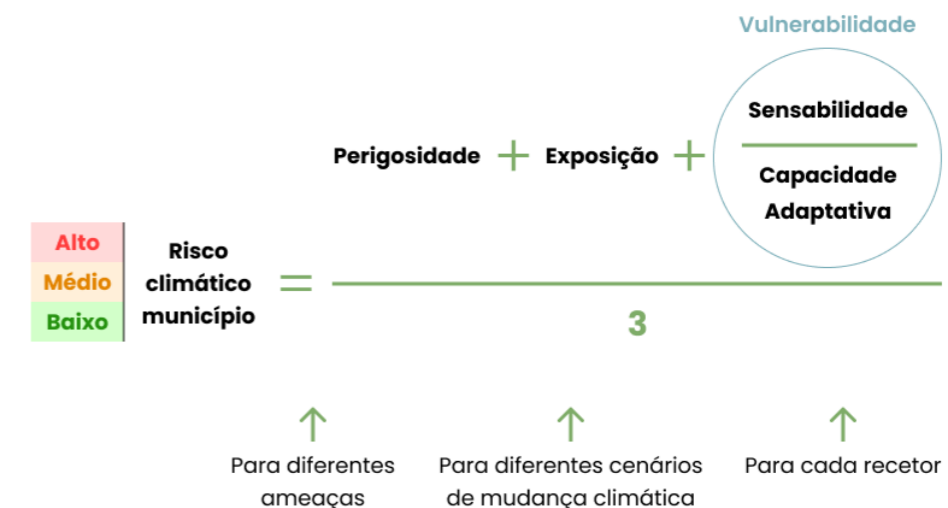 Vulnerabilidade
Perigosidade + Exposição +
Sensabilidade
Capacidade
Adaptativa
Alto
Médio
Baixo
Risco
climático
município
=
3
Para diferentes
ameaças
Para diferentes cenários
de mudança climática
Para cada recetor